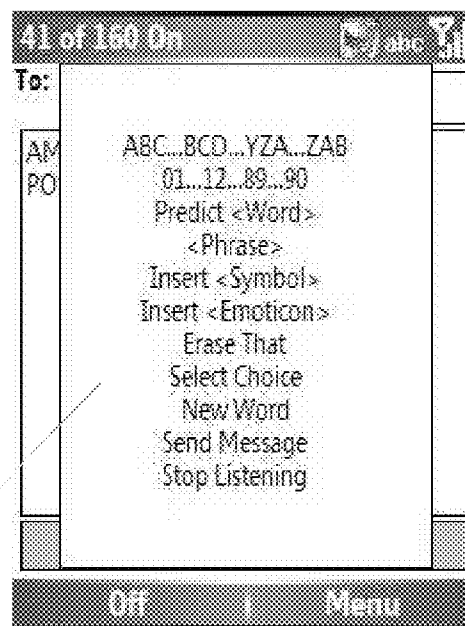 41 of 160 On abc
To:
AM
PO
ABC...BCD...YZA...ZAB
01...12...89...90
Predict <Word>
<Phrase>
Insert <Symbol>
Insert <Emoticon>
Erase That
Select Choice
New Word
Send Message
Stop Listening
Off | Menu